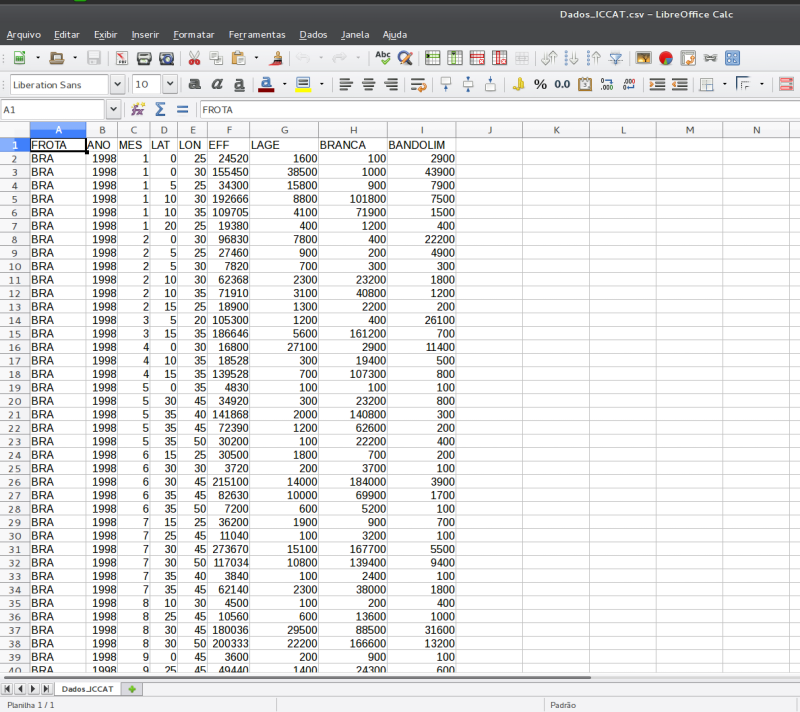 Dados_ICCAT.csv – LibreOffice Calc
Arquivo Editar Exibir Inserir Formatar Ferramentas Dados Janela Ajuda
Liberation Sans 10
A1 FROTA
A B C D E F G H I J K L M N
1 FROTA ANO MES LAT LON EFF LAGE BRANCA BANDOLIM
2 BRA 1998 1 0 25 24520 1600 100 2900
3 BRA 1998 1 0 30 155450 38500 1000 43900
4 BRA 1998 1 5 25 34300 15800 900 7900
5 BRA 1998 1 10 30 192666 8800 101800 7500
6 BRA 1998 1 10 35 109705 4100 71900 1500
7 BRA 1998 1 20 25 19380 400 1200 400
8 BRA 1998 2 0 30 96830 7800 400 22200
9 BRA 1998 2 5 25 27460 900 200 4900
10 BRA 1998 2 5 30 7820 700 300 300
11 BRA 1998 2 10 30 62368 2300 23200 1800
12 BRA 1998 2 10 35 71910 3100 40800 1200
13 BRA 1998 2 15 25 18900 1300 2200 200
14 BRA 1998 3 5 20 105300 1200 400 26100
15 BRA 1998 3 15 35 186646 5600 161200 700
16 BRA 1998 4 0 30 16800 27100 2900 11400
17 BRA 1998 4 10 35 18528 300 19400 500
18 BRA 1998 4 15 35 139528 700 107300 800
19 BRA 1998 5 0 35 4830 100 100 100
20 BRA 1998 5 30 45 34920 300 23200 800
21 BRA 1998 5 35 40 141868 2000 140800 300
22 BRA 1998 5 35 45 72390 1200 62600 200
23 BRA 1998 5 35 50 30200 100 22200 400
24 BRA 1998 6 15 25 30500 1800 700 200
25 BRA 1998 6 30 30 3720 200 3700 100
26 BRA 1998 6 30 45 215100 14000 184000 3900
27 BRA 1998 6 35 45 82630 10000 69900 1700
28 BRA 1998 6 35 50 7200 600 5200 100
29 BRA 1998 7 15 25 36200 1900 900 700
30 BRA 1998 7 25 45 11040 100 3200 100
31 BRA 1998 7 30 45 273670 15100 167700 5500
32 BRA 1998 7 30 50 117034 10800 139400 9400
33 BRA 1998 7 35 40 3840 100 2400 100
34 BRA 1998 7 35 45 62140 2300 38000 1800
35 BRA 1998 8 10 30 4500 100 200 400
36 BRA 1998 8 25 45 10560 600 13600 1000
37 BRA 1998 8 30 45 180036 29500 88500 31600
38 BRA 1998 8 30 50 200333 22200 166600 13200
39 BRA 1998 9 0 45 3600 200 900 100
40 BRA 1998 9 25 45 49440 1400 24300 600
Dados_ICCAT
Planilha 1 / 1 Padrão